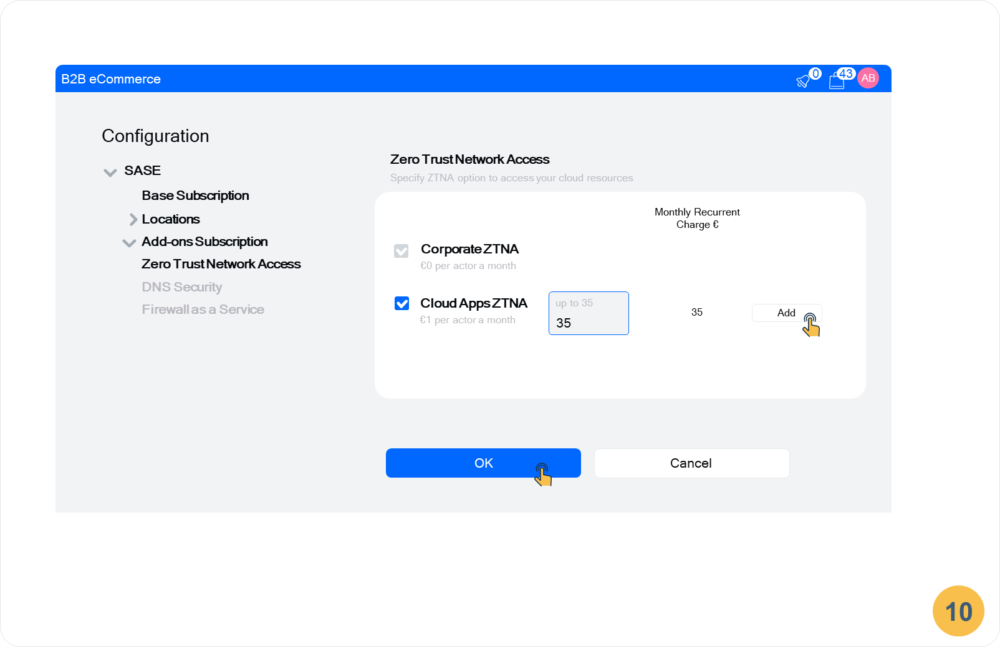 B2B eCommerce
0
43
AB
Configuration
SASE
Base Subscription
Locations
Add-ons Subscription
Zero Trust Network Access
DNS Security
Firewall as a Service
Zero Trust Network Access
Specify ZTNA option to access your cloud resources
Monthly Recurrent
Charge €
Corporate ZTNA
€0 per actor a month
Cloud Apps ZTNA
€1 per actor a month
up to 35
35
35
Add
OK
Cancel
10